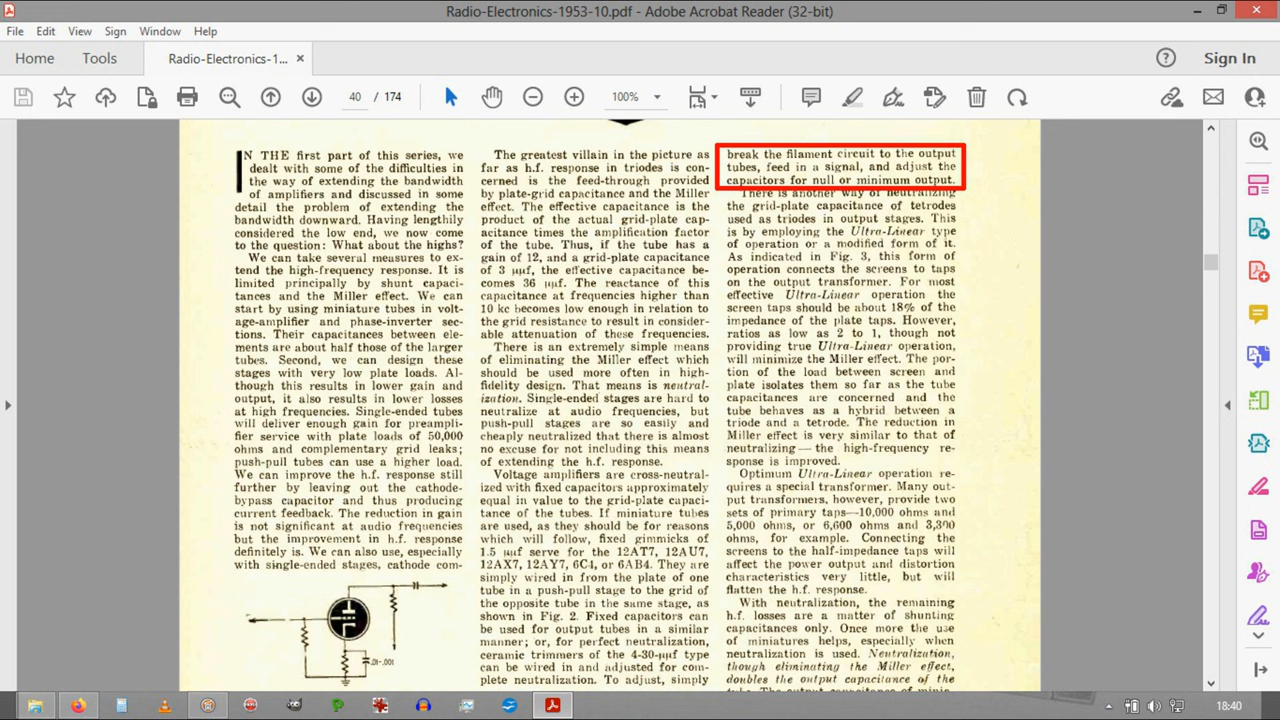 Radio-Electronics-1953-10.pdf - Adobe Acrobat Reader (32-bit)
File Edit View Sign Window Help
Home Tools Radio-Electronics-1... × Sign In
40 / 174 100%
IN THE first part of this series, we
dealt with some of the difficulties in
the way of extending the bandwidth
of amplifiers and discussed in some
detail the problem of extending the
bandwidth downward. Having lengthily
considered the low end, we now come
to the question: What about the highs?
We can take several measures to ex-
tend the high-frequency response. It is
limited principally by shunt capaci-
tances and the Miller effect. We can
start by using miniature tubes in volt-
age-amplifier and phase-inverter sec-
tions. Their capacitances between ele-
ments are about half those of the larger
tubes. Second, we can design these
stages with very low plate loads. Al-
though this results in lower gain and
output, it also results in lower losses
at high frequencies. Single-ended tubes
will deliver enough gain for preampli-
fier service with plate loads of 50,000
ohms and complementary grid leaks;
push-pull tubes can use a higher load.
We can improve the h.f. response still
further by leaving out the cathode-
bypass capacitor and thus producing
current feedback. The reduction in gain
is not significant at audio frequencies
but the improvement in h.f. response
definitely is. We can also use, especially
with single-ended stages, cathode com-
.01-.001
The greatest villain in the picture as
far as h.f. response in triodes is con-
cerned is the feed-through provided
by plate-grid capacitance and the Miller
effect. The effective capacitance is the
product of the actual grid-plate cap-
acitance times the amplification factor
of the tube. Thus, if the tube has a
gain of 12, and a grid-plate capacitance
of 3 μμf, the effective capacitance be-
comes 36 μμf. The reactance of this
capacitance at frequencies higher than
10 kc becomes low enough in relation to
the grid resistance to result in consider-
able attenuation of these frequencies.
There is an extremely simple means
of eliminating the Miller effect which
should be used more often in high-
fidelity design. That means is neutral-
ization. Single-ended stages are hard to
neutralize at audio frequencies, but
push-pull stages are so easily and
cheaply neutralized that there is almost
no excuse for not including this means
of extending the h.f. response.
Voltage amplifiers are cross-neutral-
ized with fixed capacitors approximately
equal in value to the grid-plate capaci-
tance of the tubes. If miniature tubes
are used, as they should be for reasons
which will follow, fixed gimmicks of
1.5 μμf serve for the 12AT7, 12AU7,
12AX7, 12AY7, 6C4, or 6AB4. They are
simply wired in from the plate of one
tube in a push-pull stage to the grid of
the opposite tube in the same stage, as
shown in Fig. 2. Fixed capacitors can
be used for output tubes in a similar
manner; or, for perfect neutralization,
ceramic trimmers of the 4-30-μμf type
can be wired in and adjusted for com-
plete neutralization. To adjust, simply
break the filament circuit to the output
tubes, feed in a signal, and adjust the
capacitors for null or minimum output.
There is another way of neutralizing
the grid-plate capacitance of tetrodes
used as triodes in output stages. This
is by employing the Ultra-Linear type
of operation or a modified form of it.
As indicated in Fig. 3, this form of
operation connects the screens to taps
on the output transformer. For most
effective Ultra-Linear operation the
screen taps should be about 18% of the
impedance of the plate taps. However,
ratios as low as 2 to 1, though not
providing true Ultra-Linear operation,
will minimize the Miller effect. The por-
tion of the load between screen and
plate isolates them so far as the tube
capacitances are concerned and the
tube behaves as a hybrid between a
triode and a tetrode. The reduction in
Miller effect is very similar to that of
neutralizing — the high-frequency re-
sponse is improved.
Optimum Ultra-Linear operation re-
quires a special transformer. Many out-
put transformers, however, provide two
sets of primary taps—10,000 ohms and
5,000 ohms, or 6,600 ohms and 3,300
ohms, for example. Connecting the
screens to the half-impedance taps will
affect the power output and distortion
characteristics very little, but will
flatten the h.f. response.
With neutralization, the remaining
h.f. losses are a matter of shunting
capacitances only. Once more the use
of miniatures helps, especially when
neutralization is used. Neutralization,
though eliminating the Miller effect,
doubles the output capacitance of the
18:40